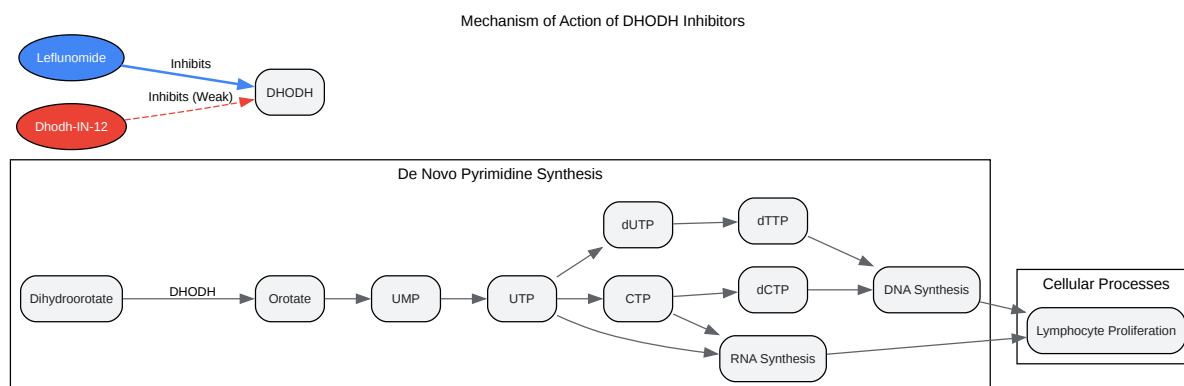 Mechanism of Action of DHODH Inhibitors
Leflunomide
Inhibits
DHODH
Inhibits (Weak)
Dhodh-IN-12
De Novo Pyrimidine Synthesis
dUTP
dTTP
Dihydroorotate
DHODH
Orotate
UMP
UTP
CTP
dCTP
DNA Synthesis
RNA Synthesis
Cellular Processes
Lymphocyte Proliferation